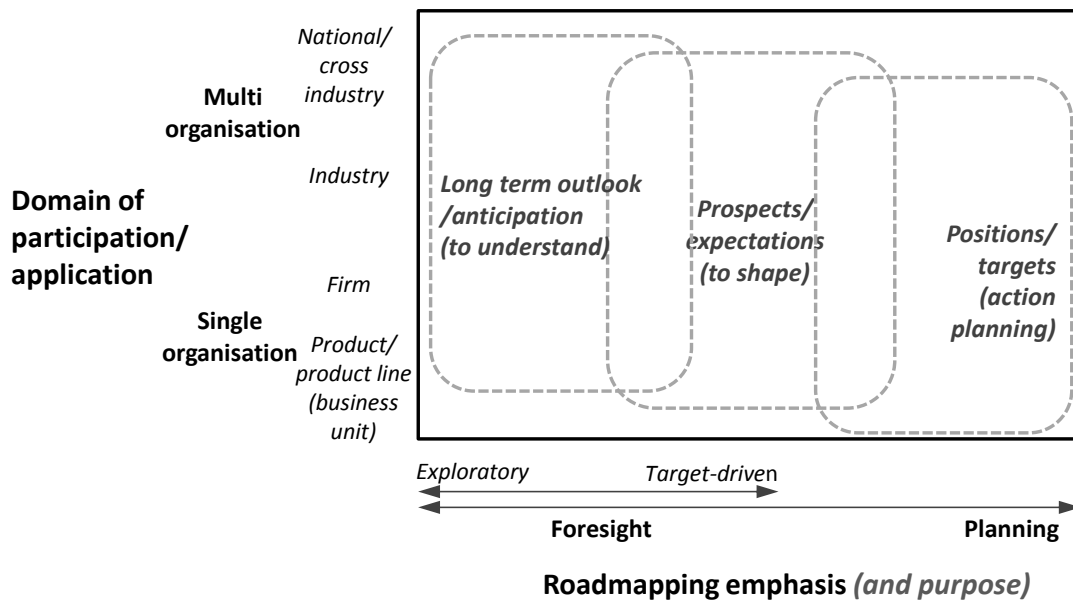 National/
cross
industry
Multi
organisation
Industry
Domain of
participation/
application
Firm
Single
organisation
Product/
product line
(business
unit)
Long term outlook
/anticipation
(to understand)
Prospects/
expectations
(to shape)
Positions/
targets
(action
planning)
Exploratory
Target-driven
Foresight
Planning
Roadmapping emphasis (and purpose)